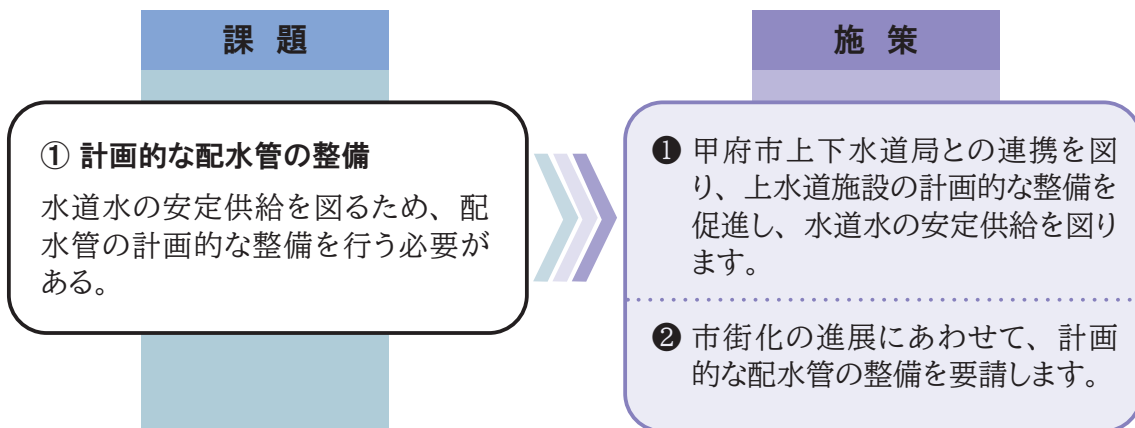 課題
① 計画的な配水管の整備
水道水の安定供給を図るため、配
水管の計画的な整備を行う必要が
ある。
施策
❶ 甲府市上下水道局との連携を図
り、上水道施設の計画的な整備を
促進し、水道水の安定供給を図り
ます。
❷ 市街化の進展にあわせて、計画
的な配水管の整備を要請します。